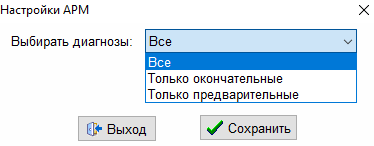 Настройки АРМ
Выбирать диагнозы: Все
Все
Только окончательные
Только предварительные
Выход Сохранить